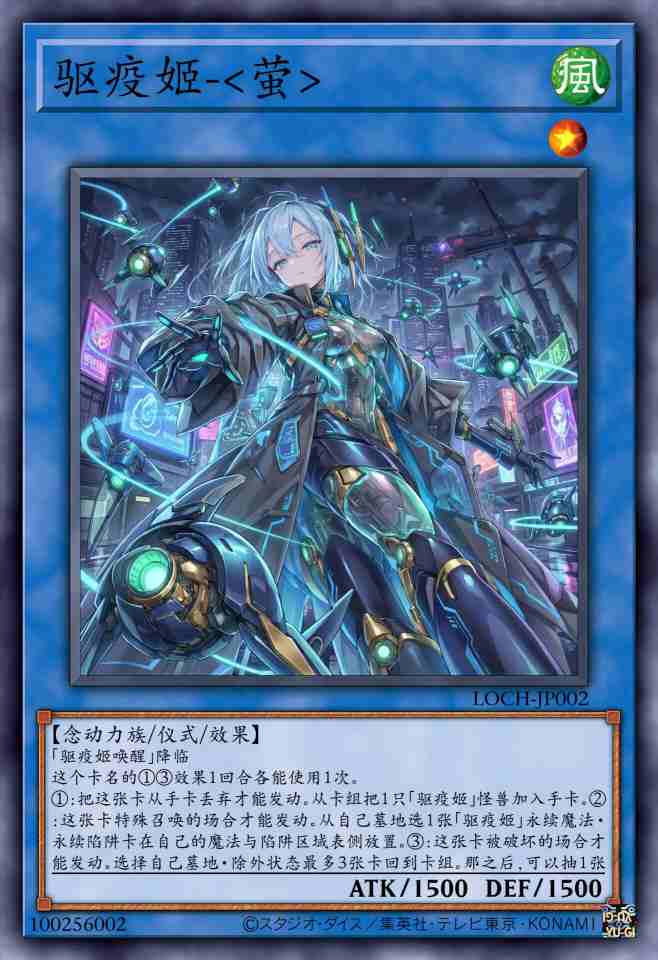 驱疫姬-<萤>
風
LOCH-JP002
【念动力族/仪式/效果】
「驱疫姬唤醒」降临
这个卡名的①③效果1回合各能使用1次。
①:把这张卡从手卡丢弃才能发动。从卡组把1只「驱疫姬」怪兽加入手卡。②
:这张卡特殊召唤的场合才能发动。从自己墓地选1张「驱疫姬」永续魔法·
永续陷阱卡在自己的魔法与陷阱区域表侧放置。③:这张卡被破坏的场合才
能发动。选择自己墓地·除外状态最多3张卡回到卡组。那之后,可以抽1张
ATK/1500 DEF/1500
100256002
©スタジオ・ダイス/集英社・テレビ東京・KONAMI